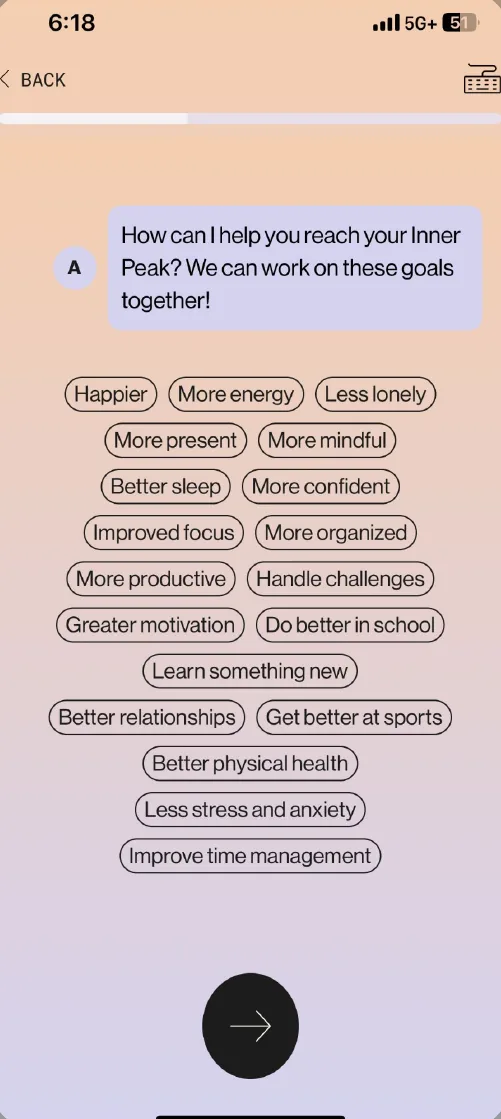 6:18 5G+ 51
BACK
A
How can I help you reach your Inner
Peak? We can work on these goals
together!
Happier More energy Less lonely
More present More mindful
Better sleep More confident
Improved focus More organized
More productive Handle challenges
Greater motivation Do better in school
Learn something new
Better relationships Get better at sports
Better physical health
Less stress and anxiety
Improve time management